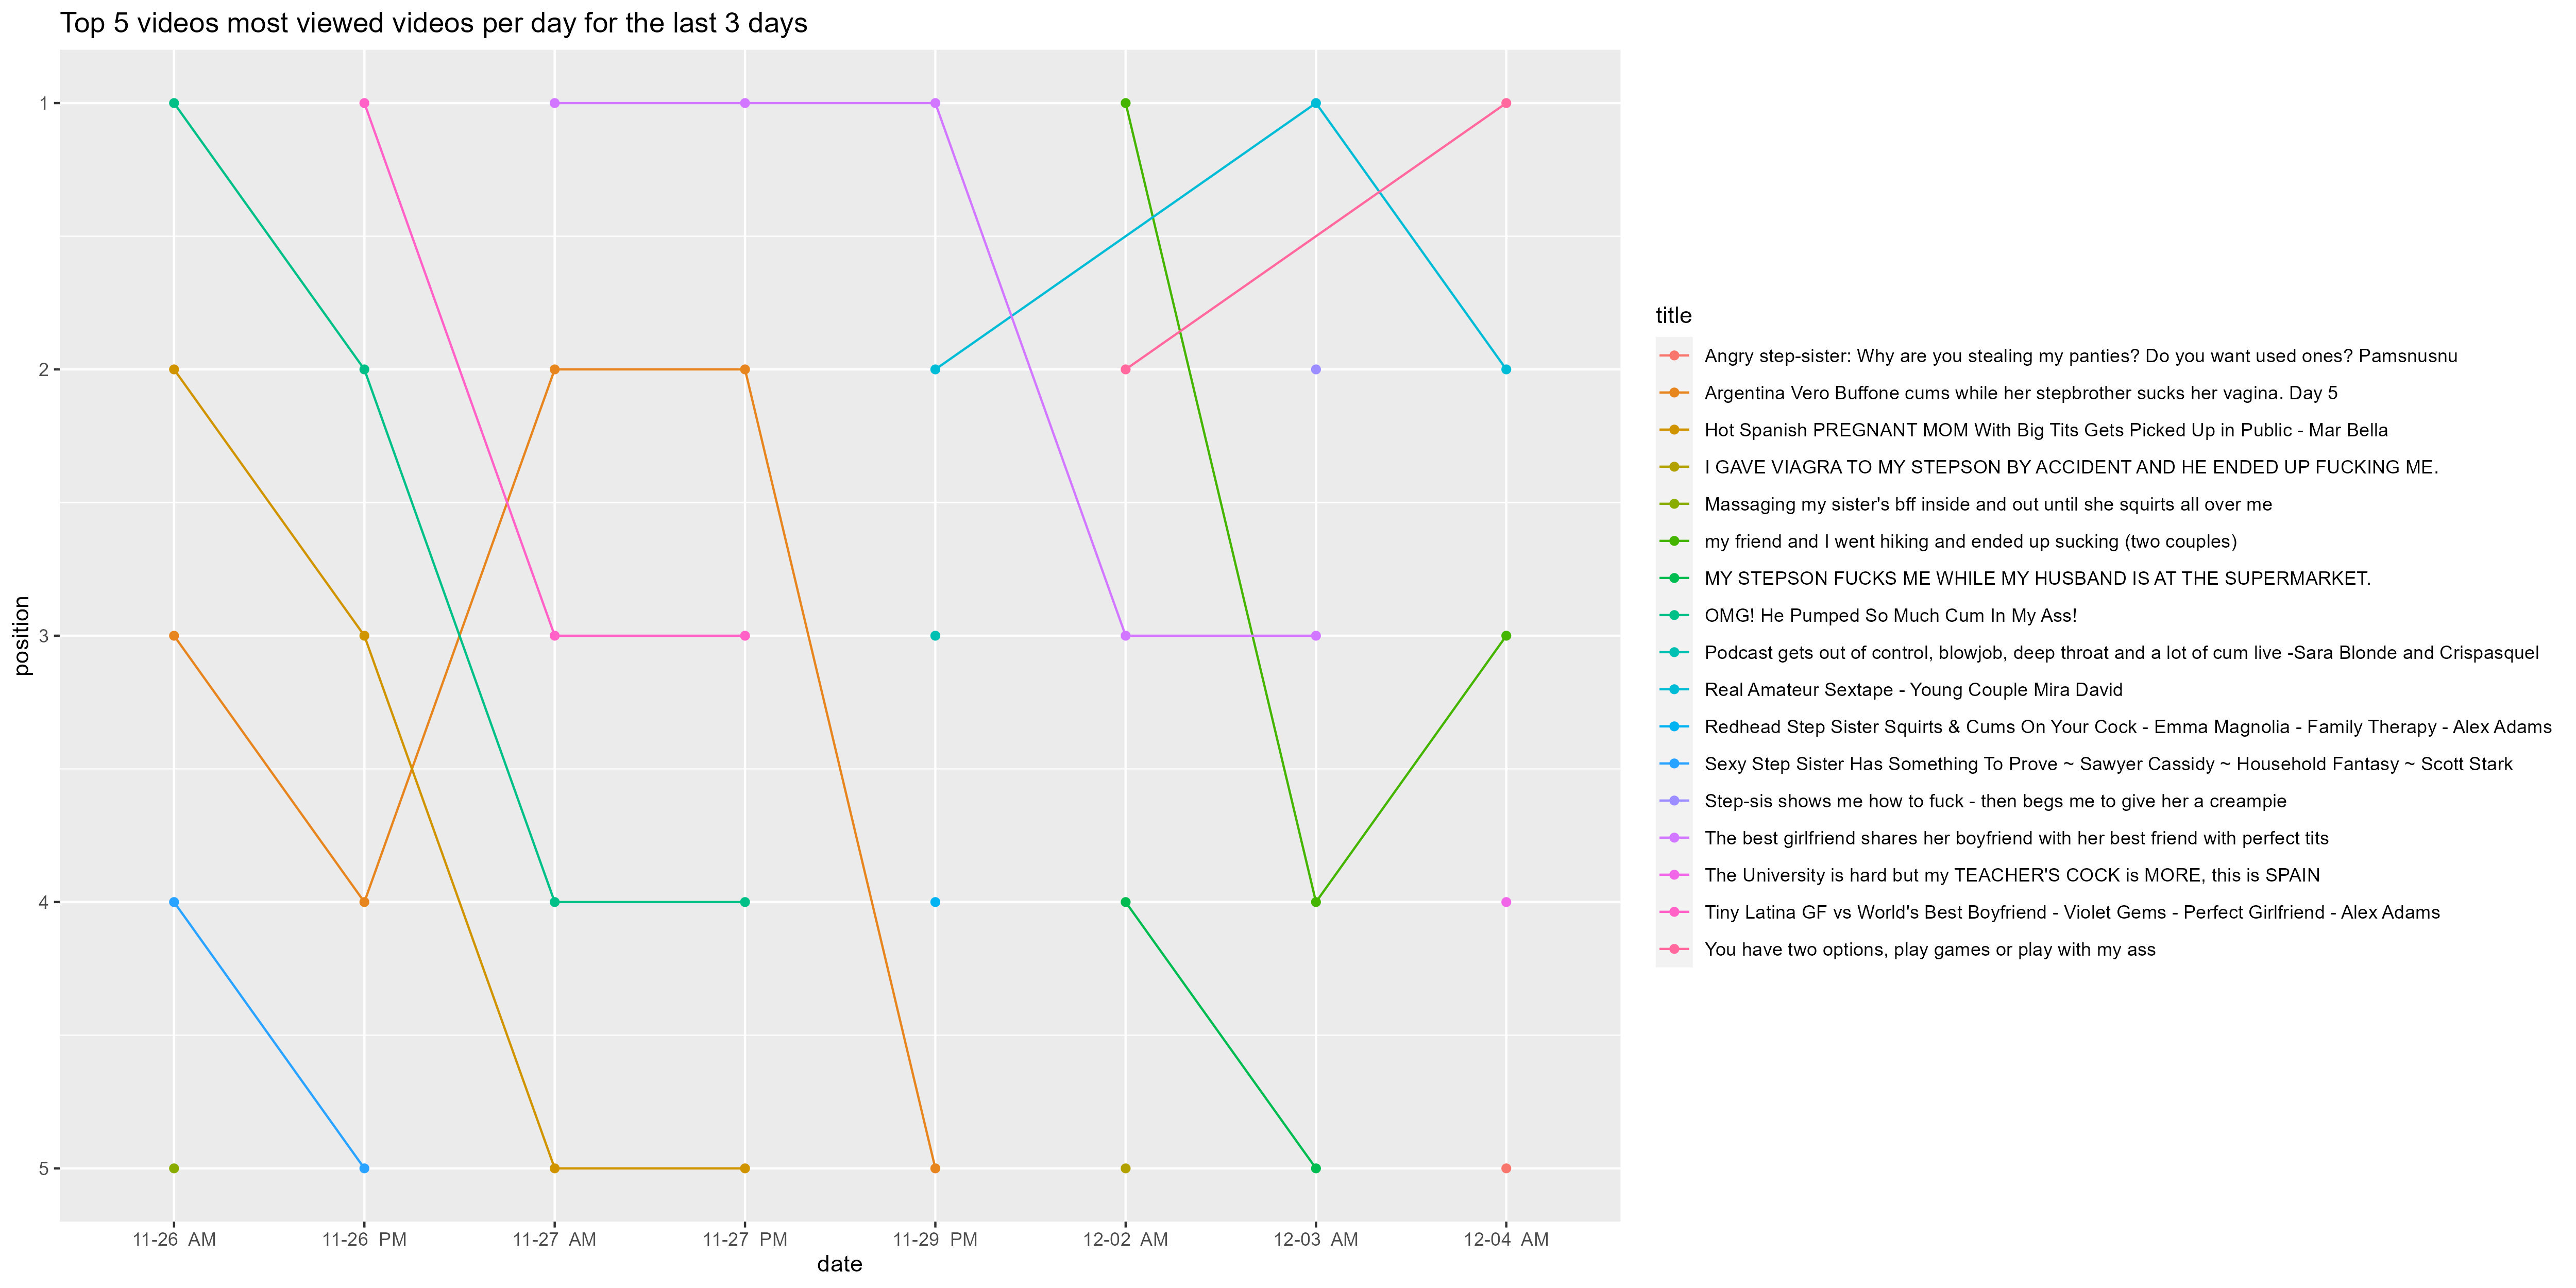 Top 5 videos most viewed videos per day for the last 3 days
position
1
2
3
4
5
11-26 AM
11-26 PM
11-27 AM
11-27 PM
11-29 PM
12-02 AM
12-03 AM
12-04 AM
date
title
Angry step-sister: Why are you stealing my panties? Do you want used ones? Pamsnusnu
Argentina Vero Buffone cums while her stepbrother sucks her vagina. Day 5
Hot Spanish PREGNANT MOM With Big Tits Gets Picked Up in Public - Mar Bella
I GAVE VIAGRA TO MY STEPSON BY ACCIDENT AND HE ENDED UP FUCKING ME.
Massaging my sister's bff inside and out until she squirts all over me
my friend and I went hiking and ended up sucking (two couples)
MY STEPSON FUCKS ME WHILE MY HUSBAND IS AT THE SUPERMARKET.
OMG! He Pumped So Much Cum In My Ass!
Podcast gets out of control, blowjob, deep throat and a lot of cum live -Sara Blonde and Crispasquel
Real Amateur Sextape - Young Couple Mira David
Redhead Step Sister Squirts & Cums On Your Cock - Emma Magnolia - Family Therapy - Alex Adams
Sexy Step Sister Has Something To Prove ~ Sawyer Cassidy ~ Household Fantasy ~ Scott Stark
Step-sis shows me how to fuck - then begs me to give her a creampie
The best girlfriend shares her boyfriend with her best friend with perfect tits
The University is hard but my TEACHER'S COCK is MORE, this is SPAIN
Tiny Latina GF vs World's Best Boyfriend - Violet Gems - Perfect Girlfriend - Alex Adams
You have two options, play games or play with my ass